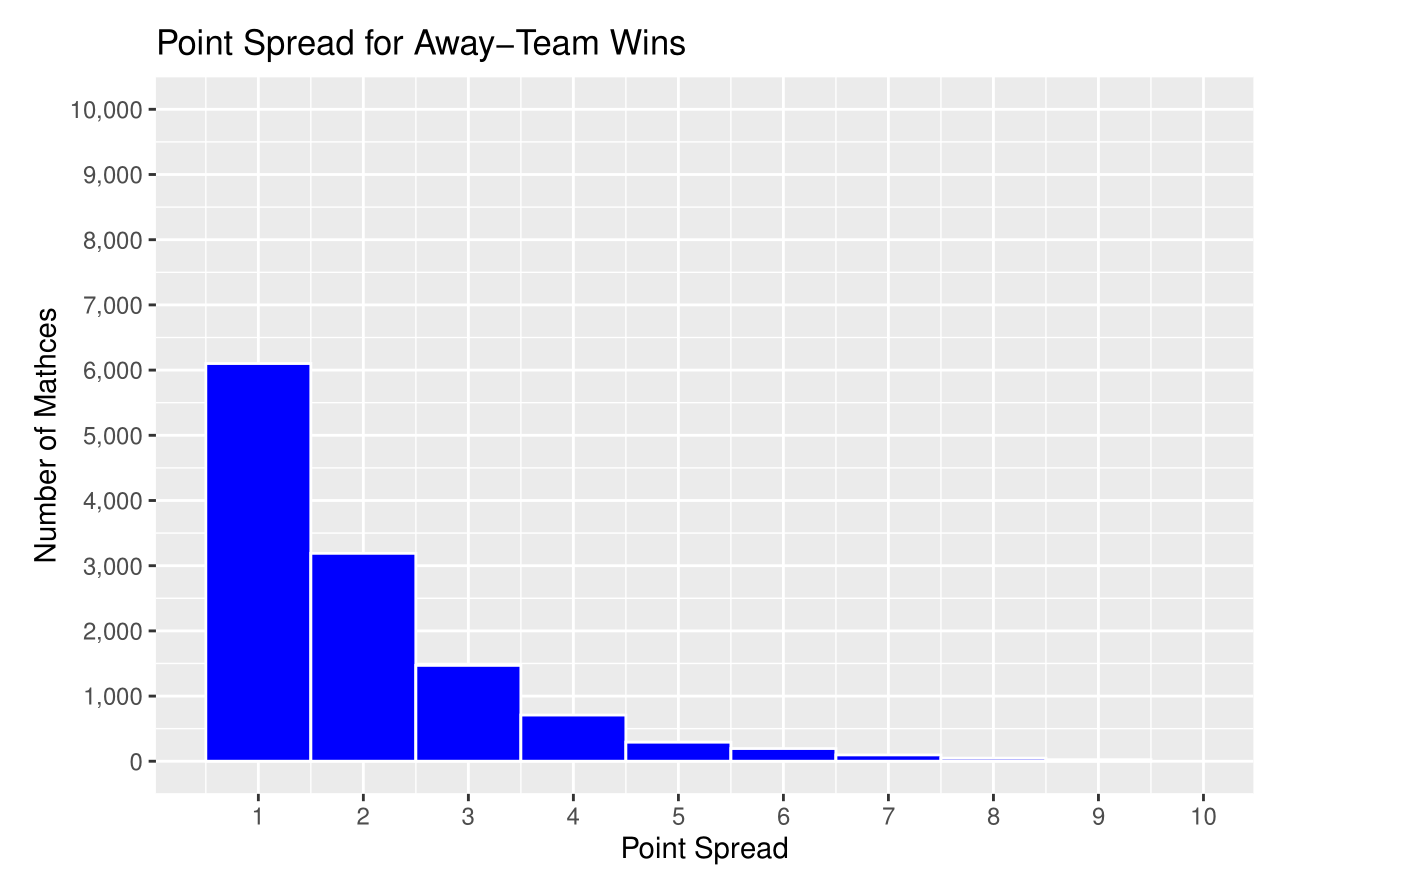 Point Spread for Away−Team Wins
10,000
9,000
8,000
7,000
6,000
5,000
4,000
3,000
2,000
1,000
0
Number of Mathces
1 2 3 4 5 6 7 8 9 10
Point Spread